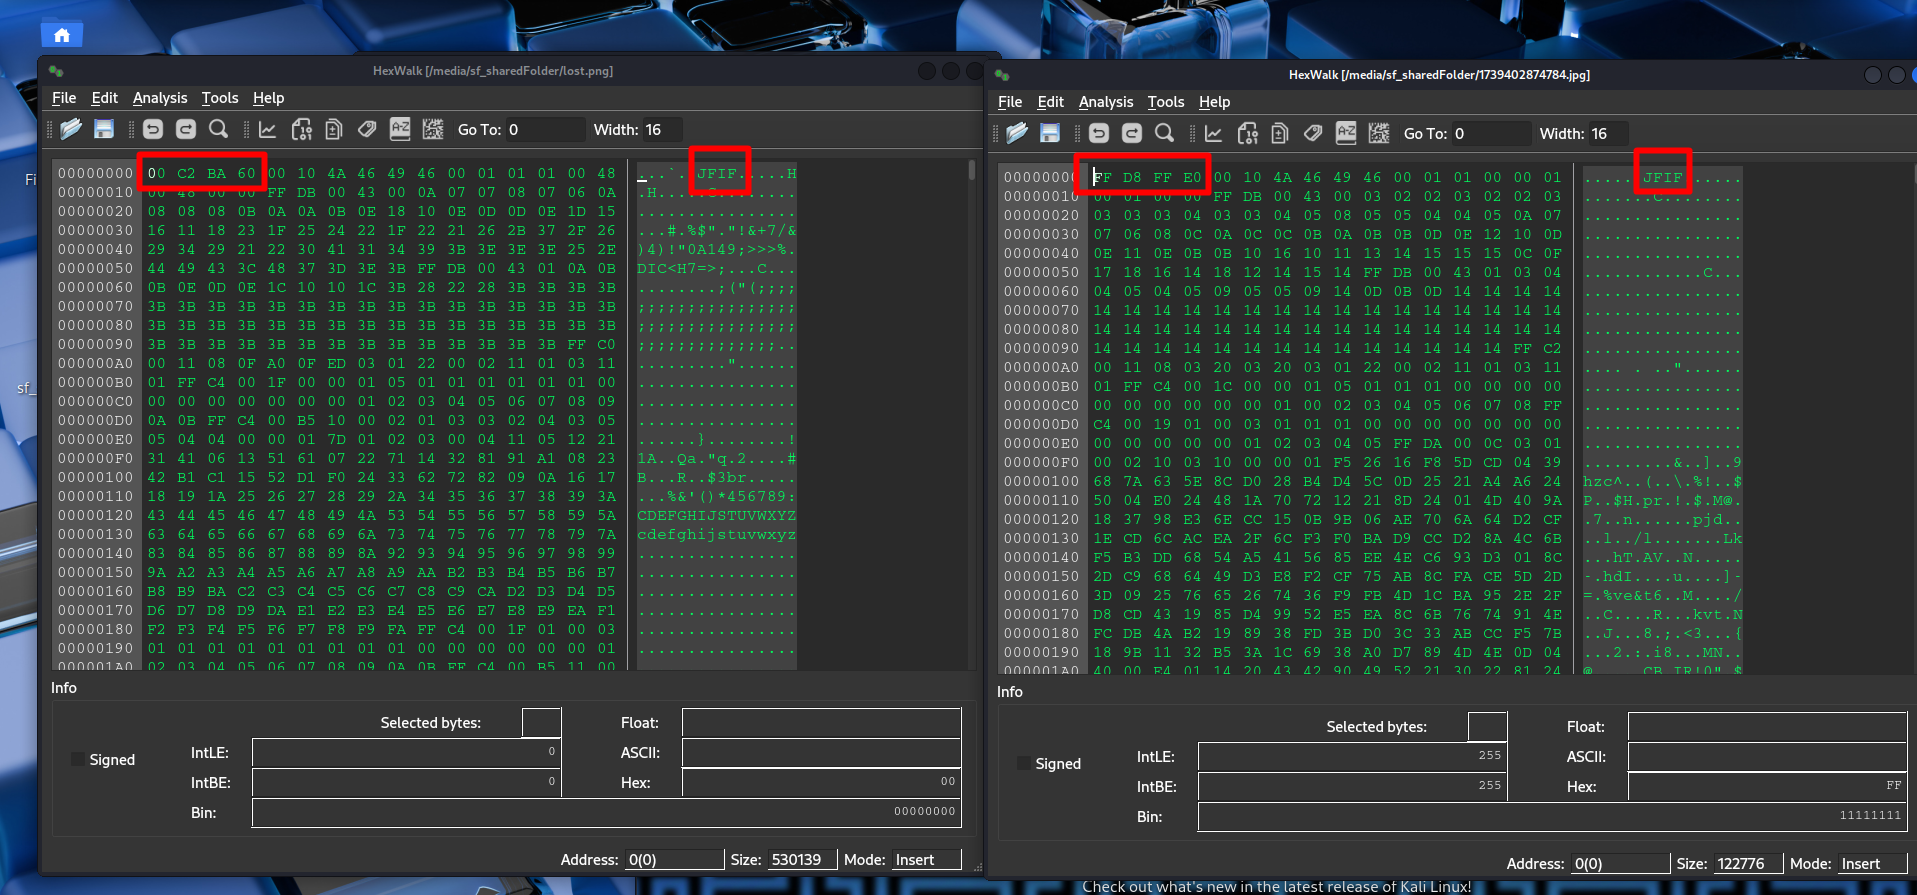 HexWalk [/media/sf_sharedFolder/lost.png]
File Edit Analysis Tools Help
Go To: 0 Width: 16
00000000 00 C2 BA 60 00 10 4A 46 49 46 00 01 01 01 00 48 ...`..JFIF.....H
00000010 00 48 00 00 FF DB 00 43 00 0A 07 07 08 07 06 0A .H.....C........
00000020 08 08 08 0B 0A 0A 0B 0E 18 10 0E 0D 0D 0E 1D 15 ................
00000030 16 11 18 23 1F 25 24 22 1F 22 21 26 2B 37 2F 26 ...#.%$"."!&+7/&
00000040 29 34 29 21 22 30 41 31 34 39 3B 3E 3E 3E 25 2E )4)!"0A149;>>>%.
00000050 44 49 43 3C 48 37 3D 3E 3B FF DB 00 43 01 0A 0B DIC<H7=>;...C...
00000060 0B 0E 0D 0E 1C 10 10 1C 3B 28 22 28 3B 3B 3B 3B ........;("(;;;;
00000070 3B 3B 3B 3B 3B 3B 3B 3B 3B 3B 3B 3B 3B 3B 3B 3B ;;;;;;;;;;;;;;;;
00000080 3B 3B 3B 3B 3B 3B 3B 3B 3B 3B 3B 3B 3B 3B 3B 3B ;;;;;;;;;;;;;;;;
00000090 3B 3B 3B 3B 3B 3B 3B 3B 3B 3B 3B 3B 3B 3B FF C0 ;;;;;;;;;;;;;;..
000000A0 00 11 08 0F A0 0F ED 03 01 22 00 02 11 01 03 11 ........."......
000000B0 01 FF C4 00 1F 00 00 01 05 01 01 01 01 01 01 00 ................
000000C0 00 00 00 00 00 00 00 01 02 03 04 05 06 07 08 09 ................
000000D0 0A 0B FF C4 00 B5 10 00 02 01 03 03 02 04 03 05 ................
000000E0 05 04 04 00 00 01 7D 01 02 03 00 04 11 05 12 21 ......}........!
000000F0 31 41 06 13 51 61 07 22 71 14 32 81 91 A1 08 23 1A..Qa."q.2....#
00000100 42 B1 C1 15 52 D1 F0 24 33 62 72 82 09 0A 16 17 B...R..$3br.....
00000110 18 19 1A 25 26 27 28 29 2A 34 35 36 37 38 39 3A ...%&'()*456789:
00000120 43 44 45 46 47 48 49 4A 53 54 55 56 57 58 59 5A CDEFGHIJSTUVWXYZ
00000130 63 64 65 66 67 68 69 6A 73 74 75 76 77 78 79 7A cdefghijstuvwxyz
00000140 83 84 85 86 87 88 89 8A 92 93 94 95 96 97 98 99 ................
00000150 9A A2 A3 A4 A5 A6 A7 A8 A9 AA B2 B3 B4 B5 B6 B7 ................
00000160 B8 B9 BA C2 C3 C4 C5 C6 C7 C8 C9 CA D2 D3 D4 D5 ................
00000170 D6 D7 D8 D9 DA E1 E2 E3 E4 E5 E6 E7 E8 E9 EA F1 ................
00000180 F2 F3 F4 F5 F6 F7 F8 F9 FA FF C4 00 1F 01 00 03 ................
00000190 01 01 01 01 01 01 01 01 01 00 00 00 00 00 00 01 ................
000001A0 02 03 04 05 06 07 08 09 0A 0B FF C4 00 B5 11 00
Info
Selected bytes: Float:
Signed IntLE: 0 ASCII:
IntBE: 0 Hex: 00
Bin: 00000000
Address: 0(0) Size: 530139 Mode: Insert
HexWalk [/media/sf_sharedFolder/1739402874784.jpg]
File Edit Analysis Tools Help
Go To: 0 Width: 16
00000000 FF D8 FF E0 00 10 4A 46 49 46 00 01 01 00 00 01 ......JFIF......
00000010 00 01 00 00 FF DB 00 43 00 03 02 02 03 02 02 03 .......C........
00000020 03 03 03 04 03 03 04 05 08 05 05 04 04 05 0A 07 ................
00000030 07 06 08 0C 0A 0C 0C 0B 0A 0B 0B 0D 0E 12 10 0D ................
00000040 0E 11 0E 0B 0B 10 16 10 11 13 14 15 15 15 0C 0F ................
00000050 17 18 16 14 18 12 14 15 14 FF DB 00 43 01 03 04 ............C...
00000060 04 05 04 05 09 05 05 09 14 0D 0B 0D 14 14 14 14 ................
00000070 14 14 14 14 14 14 14 14 14 14 14 14 14 14 14 14 ................
00000080 14 14 14 14 14 14 14 14 14 14 14 14 14 14 14 14 ................
00000090 14 14 14 14 14 14 14 14 14 14 14 14 14 14 FF C2 ................
000000A0 00 11 08 03 20 03 20 03 01 22 00 02 11 01 03 11 .... . .."......
000000B0 01 FF C4 00 1C 00 00 01 05 01 01 01 00 00 00 00 ................
000000C0 00 00 00 00 00 00 01 00 02 03 04 05 06 07 08 FF ................
000000D0 C4 00 19 01 00 03 01 01 01 00 00 00 00 00 00 00 ................
000000E0 00 00 00 00 00 01 02 03 04 05 FF DA 00 0C 03 01 ................
000000F0 00 02 10 03 10 00 00 01 F5 26 16 F8 5D CD 04 39 .........&..]..9
00000100 68 7A 63 5E 8C D0 28 B4 D4 5C 0D 25 21 A4 A6 24 hzc^..(..\.%!..$
00000110 50 04 E0 24 48 1A 70 72 12 21 8D 24 01 4D 40 9A P..$H.pr.!.$.M@.
00000120 18 37 98 E3 6E CC 15 0B 9B 06 AE 70 6A 64 D2 CF .7..n......pjd..
00000130 1E CD 6C AC EA 2F 6C F3 F0 BA D9 CC D2 8A 4C 6B ..l../l.......Lk
00000140 F5 B3 DD 68 54 A5 41 56 85 EE 4E C6 93 D3 01 8C ...hT.AV..N.....
00000150 2D C9 68 64 49 D3 E8 F2 CF 75 AB 8C FA CE 5D 2D -.hdI....u....]-
00000160 3D 09 25 76 65 26 74 36 F9 FB 4D 1C BA 95 2E 2F =.%ve&t6..M..../
00000170 D8 CD 43 19 85 D4 99 52 E5 EA 8C 6B 76 74 91 4E ..C....R...kvt.N
00000180 FC DB 4A B2 19 89 38 FD 3B D0 3C 33 AB CC F5 7B ..J...8.;.<3...{
00000190 18 9B 11 32 B5 3A 1C 69 38 A0 D7 89 4D 4E 0D 04 ...2.:.i8...MN..
000001A0 40 00 E4 01 14 20 43 42 90 49 52 21 30 22 81 24
Info
Selected bytes: Float:
Signed IntLE: 255 ASCII:
IntBE: 255 Hex: FF
Bin: 11111111
Address: 0(0) Size: 122776 Mode: Insert
Fi
sf_
Check out what's new in the latest release of Kali Linux!